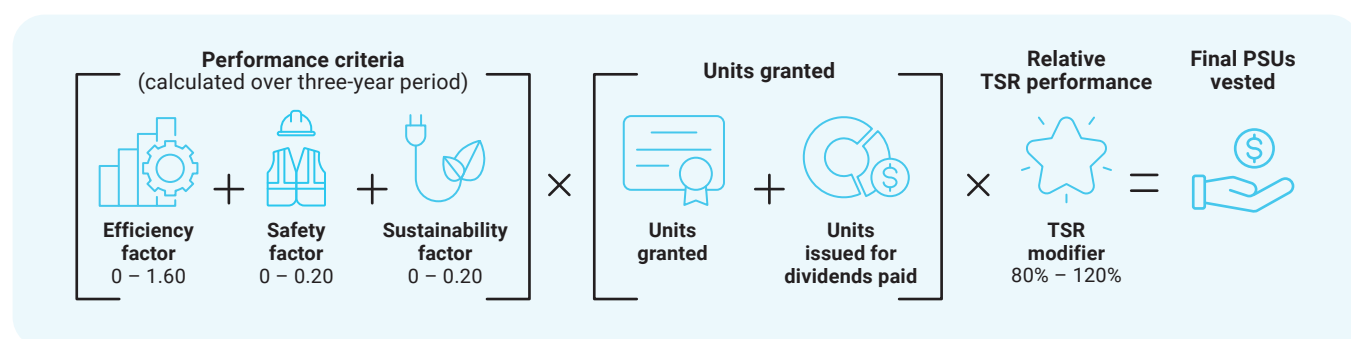 Performance criteria
(calculated over three-year period)
Units granted
Relative
TSR performance
Final PSUs
vested
Efficiency
factor
0 – 1.60
+
Safety
factor
0 – 0.20
+
Sustainability
factor
0 – 0.20
×
Units
granted
+
$
Units
issued for
dividends paid
×
TSR
modifier
80% – 120%
=
$